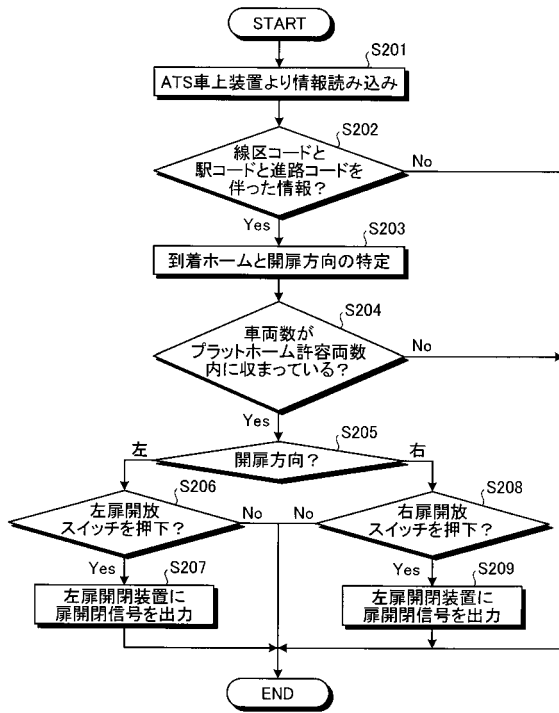 START
S201
ATS車上装置より情報読み込み
S202
線区コードと
駅コードと進路コードを
伴った情報？
No
Yes
S203
到着ホームと開扉方向の特定
S204
車両数が
プラットホーム許容両数
内に収まっている？
No
Yes
S205
左
開扉方向？
右
S206
左扉開放
スイッチを押下？
No
No
S208
右扉開放
スイッチを押下？
Yes
S207
左扉開閉装置に
扉開閉信号を出力
Yes
S209
左扉開閉装置に
扉開閉信号を出力
END